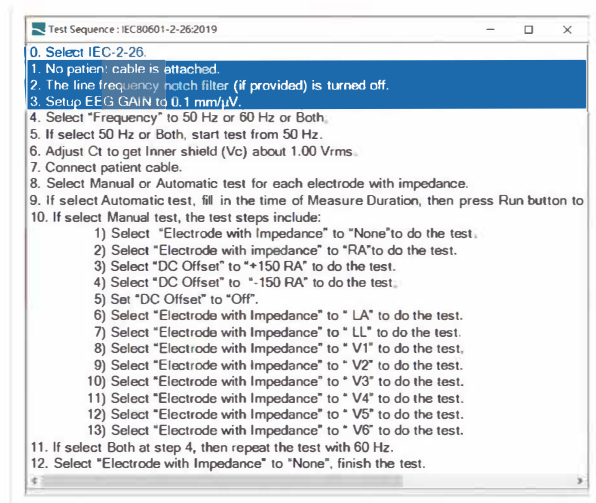 Test Sequence : IEC80601-2-26:2019
0. Select IEC-2-26.
1. No patient cable is attached.
2. The line frequency notch filter (if provided) is turned off.
3. Setup EEG GAIN to 0.1 mm/μV.
4. Select "Frequency" to 50 Hz or 60 Hz or Both.
5. If select 50 Hz or Both, start test from 50 Hz.
6. Adjust Ct to get Inner shield (Vc) about 1.00 Vrms.
7. Connect patient cable.
8. Select Manual or Automatic test for each electrode with impedance.
9. If select Automatic test, fill in the time of Measure Duration, then press Run button to
10. If select Manual test, the test steps include:
1) Select "Electrode with Impedance" to "None"to do the test.
2) Select "Electrode with impedance" to "RA"to do the test.
3) Select "DC Offset" to "+150 RA" to do the test.
4) Select "DC Offset" to "-150 RA" to do the test.
5) Set "DC Offset" to "Off".
6) Select "Electrode with Impedance" to " LA" to do the test.
7) Select "Electrode with Impedance" to " LL" to do the test.
8) Select "Electrode with Impedance" to " V1" to do the test.
9) Select "Electrode with Impedance" to " V2" to do the test.
10) Select "Electrode with Impedance" to " V3" to do the test.
11) Select "Electrode with Impedance" to " V4" to do the test.
12) Select "Electrode with Impedance" to " V5" to do the test.
13) Select "Electrode with Impedance" to " V6" to do the test.
11. If select Both at step 4, then repeat the test with 60 Hz.
12. Select "Electrode with Impedance" to "None", finish the test.